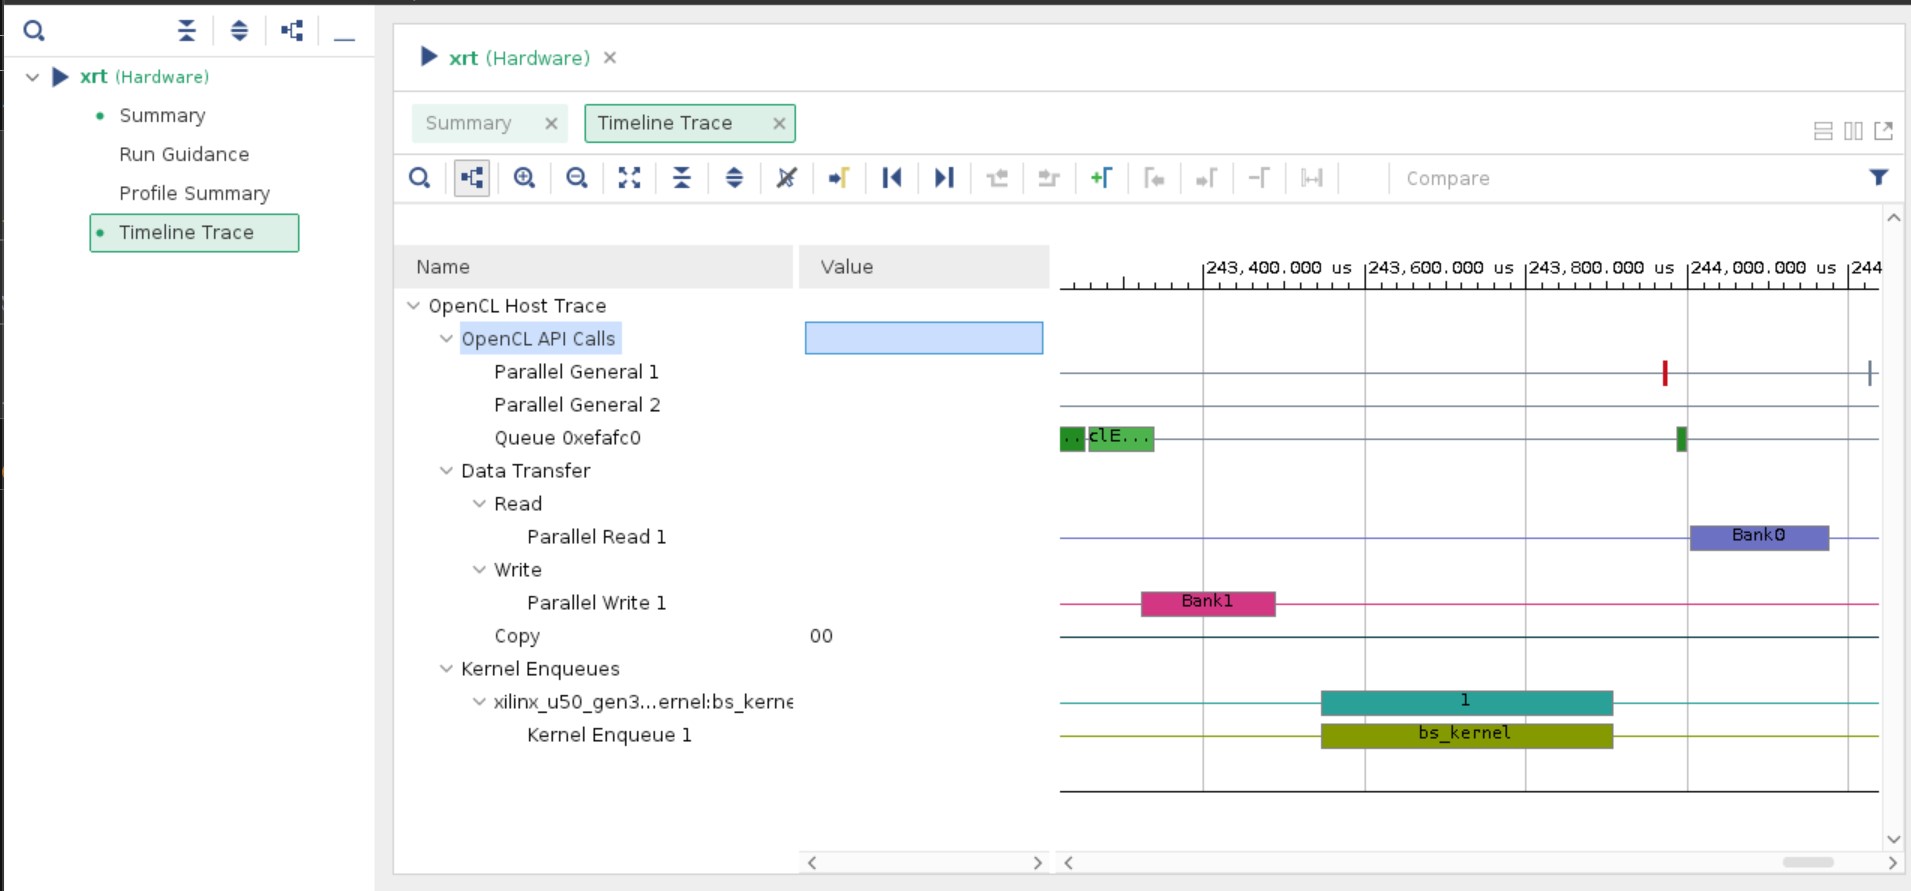 xrt (Hardware)
Summary
Run Guidance
Profile Summary
Timeline Trace
xrt (Hardware)
Summary
Timeline Trace
Compare
Name
Value
243,400.000 us
243,600.000 us
243,800.000 us
244,000.000 us
244
OpenCL Host Trace
OpenCL API Calls
Parallel General 1
Parallel General 2
Queue 0xefafc0
.. clE...
Data Transfer
Read
Parallel Read 1
Bank0
Write
Parallel Write 1
Bank1
Copy
00
Kernel Enqueues
xilinx_u50_gen3...ernel:bs_kerne
1
Kernel Enqueue 1
bs_kernel